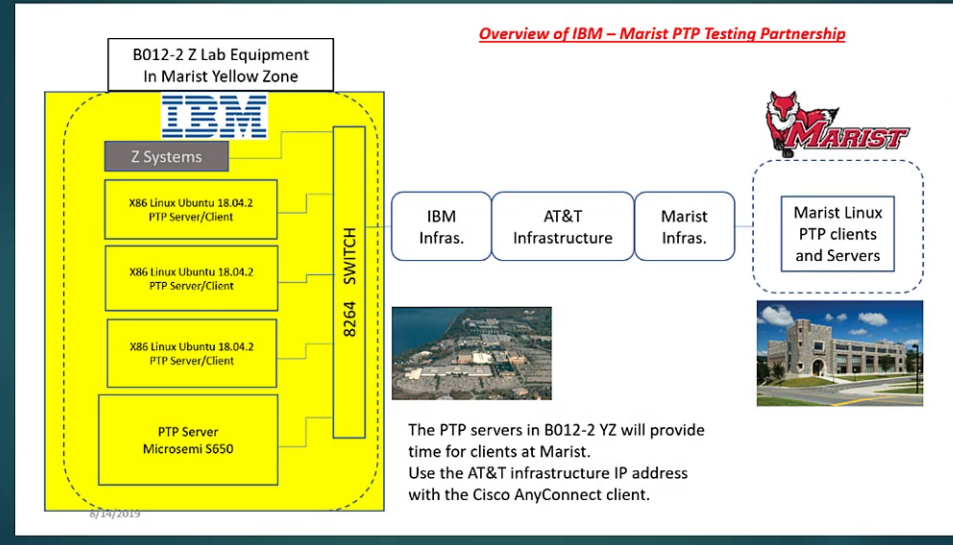 Overview of IBM – Marist PTP Testing Partnership
B012-2 Z Lab Equipment
In Marist Yellow Zone
IBM
Z Systems
X86 Linux Ubuntu 18.04.2
PTP Server/Client
X86 Linux Ubuntu 18.04.2
PTP Server/Client
X86 Linux Ubuntu 18.04.2
PTP Server/Client
PTP Server
Microsemi S650
8264 SWITCH
IBM
Infras.
AT&T
Infrastructure
Marist
Infras.
MARIST
Marist Linux
PTP clients
and Servers
The PTP servers in B012-2 YZ will provide
time for clients at Marist.
Use the AT&T infrastructure IP address
with the Cisco AnyConnect client.
8/14/2019